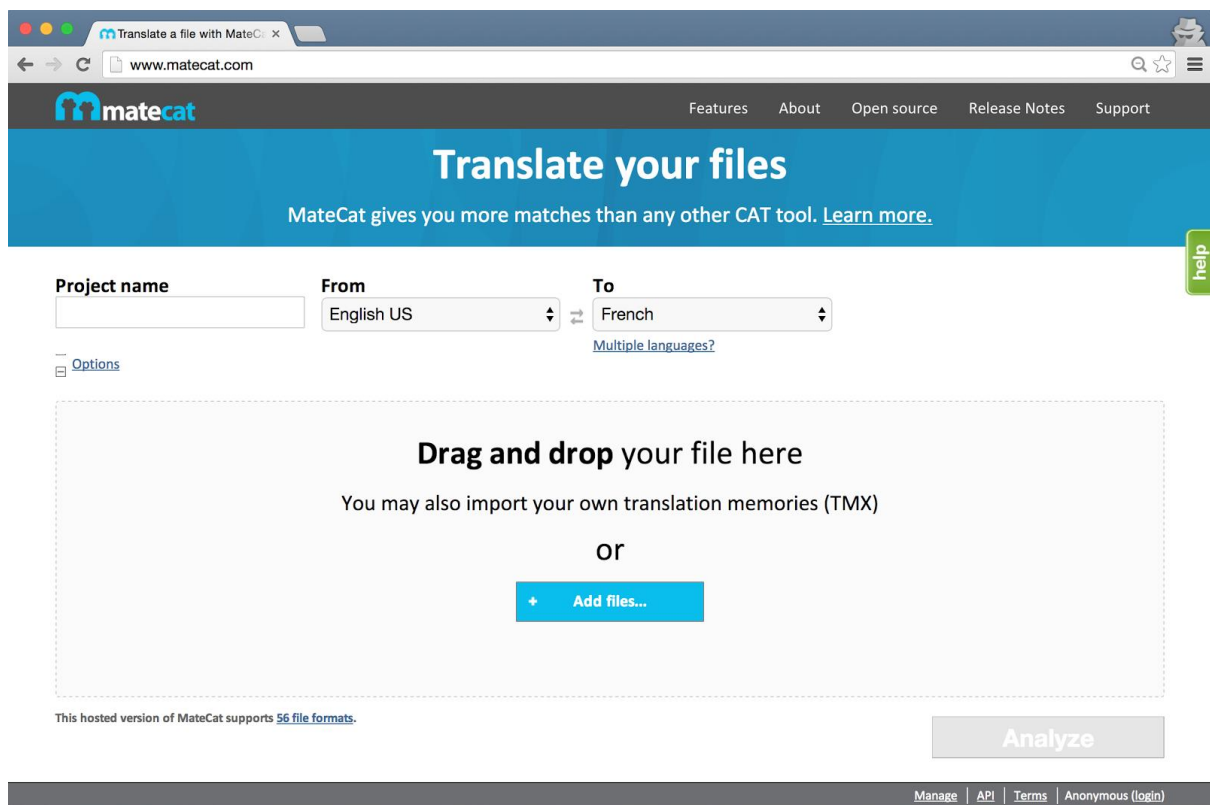 Translate a file with MateCa
www.matecat.com
matecat
Features About Open source Release Notes Support
Translate your files
MateCat gives you more matches than any other CAT tool. Learn more.
help
Project name From To
English US French
Multiple languages?
Options
Drag and drop your file here
You may also import your own translation memories (TMX)
or
+ Add files...
This hosted version of MateCat supports 56 file formats.
Analyze
Manage | API | Terms | Anonymous (login)